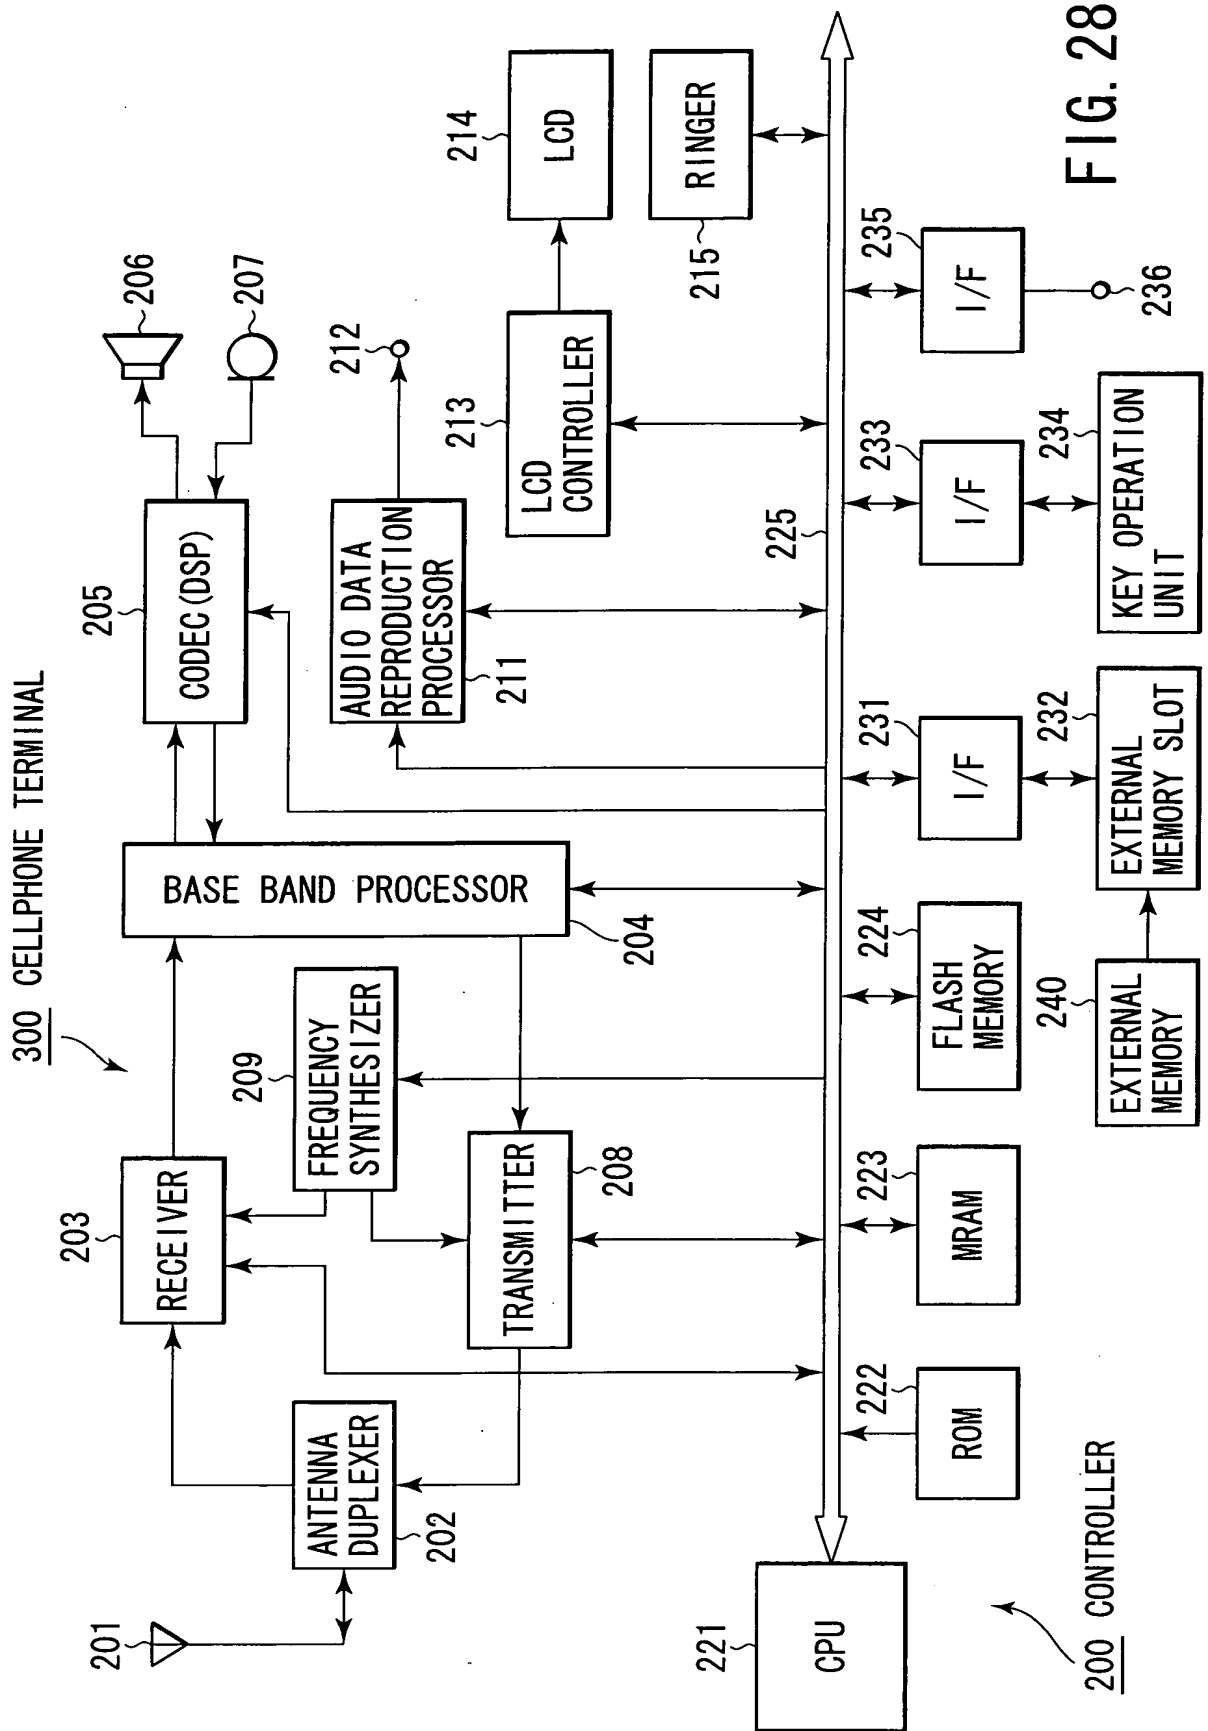 300 CELLPHONE TERMINAL
201
202
ANTENNA
DUPLEXER
203
RECEIVER
209
FREQUENCY
SYNTHESIZER
208
TRANSMITTER
BASE BAND PROCESSOR
204
205
CODEC(DSP)
206
207
AUDIO DATA
REPRODUCTION
PROCESSOR
211
212
213
LCD
CONTROLLER
214
LCD
RINGER
215
221
CPU
225
222
ROM
223
MRAM
224
FLASH
MEMORY
231
I/F
232
EXTERNAL
MEMORY SLOT
240
EXTERNAL
MEMORY
233
I/F
234
KEY OPERATION
UNIT
235
I/F
236
200 CONTROLLER
FIG. 28